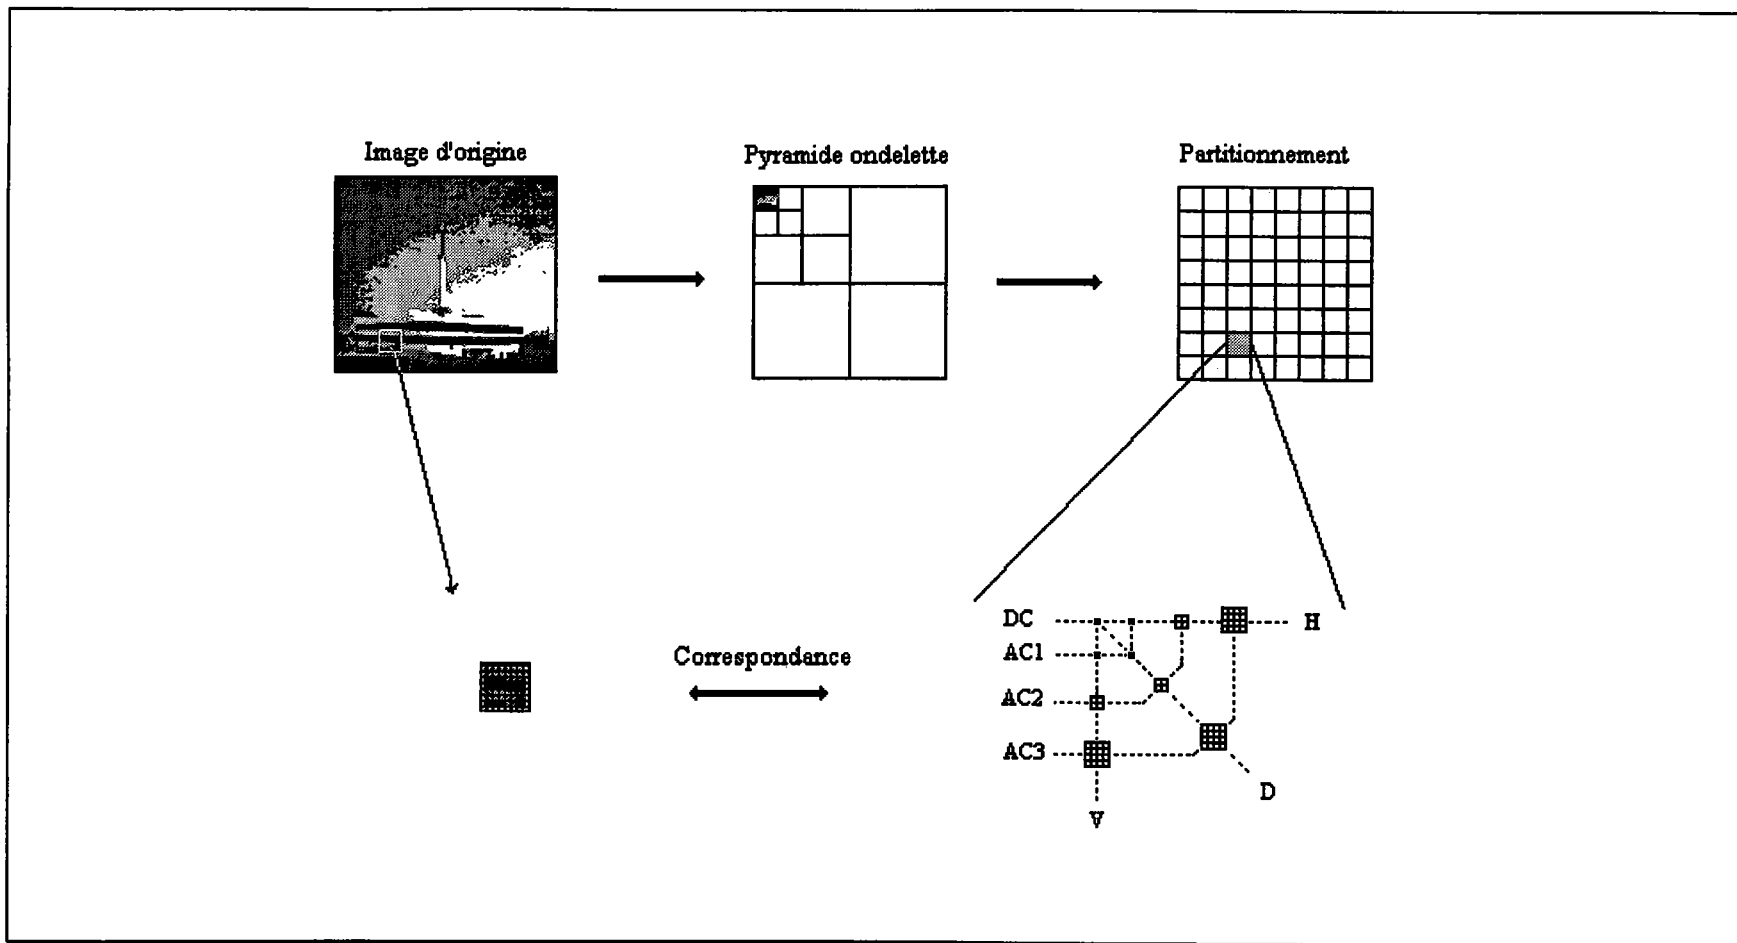 Image d'origine
Pyramide ondelette
Partitionnement
Correspondance
DC
H
AC1
AC2
AC3
D
V